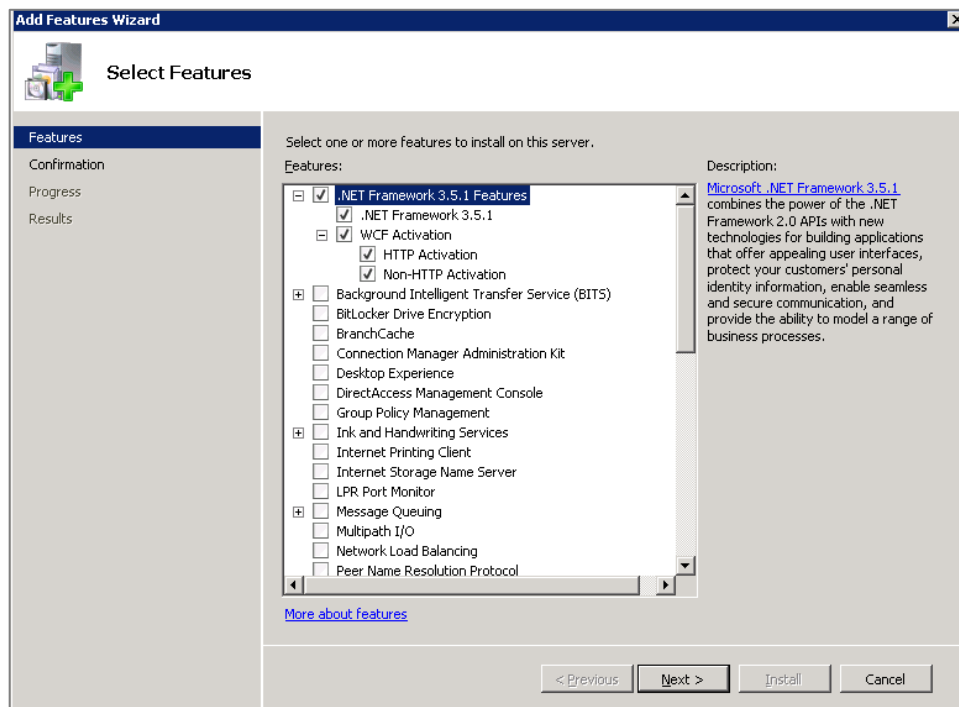 Add Features Wizard
Select Features
Features
Confirmation
Progress
Results
Select one or more features to install on this server.
Features:
.NET Framework 3.5.1 Features
.NET Framework 3.5.1
WCF Activation
HTTP Activation
Non-HTTP Activation
Background Intelligent Transfer Service (BITS)
BitLocker Drive Encryption
BranchCache
Connection Manager Administration Kit
Desktop Experience
DirectAccess Management Console
Group Policy Management
Ink and Handwriting Services
Internet Printing Client
Internet Storage Name Server
LPR Port Monitor
Message Queuing
Multipath I/O
Network Load Balancing
Peer Name Resolution Protocol
More about features
Description:
Microsoft .NET Framework 3.5.1
combines the power of the .NET
Framework 2.0 APIs with new
technologies for building applications
that offer appealing user interfaces,
protect your customers' personal
identity information, enable seamless
and secure communication, and
provide the ability to model a range of
business processes.
< Previous
Next >
Install
Cancel